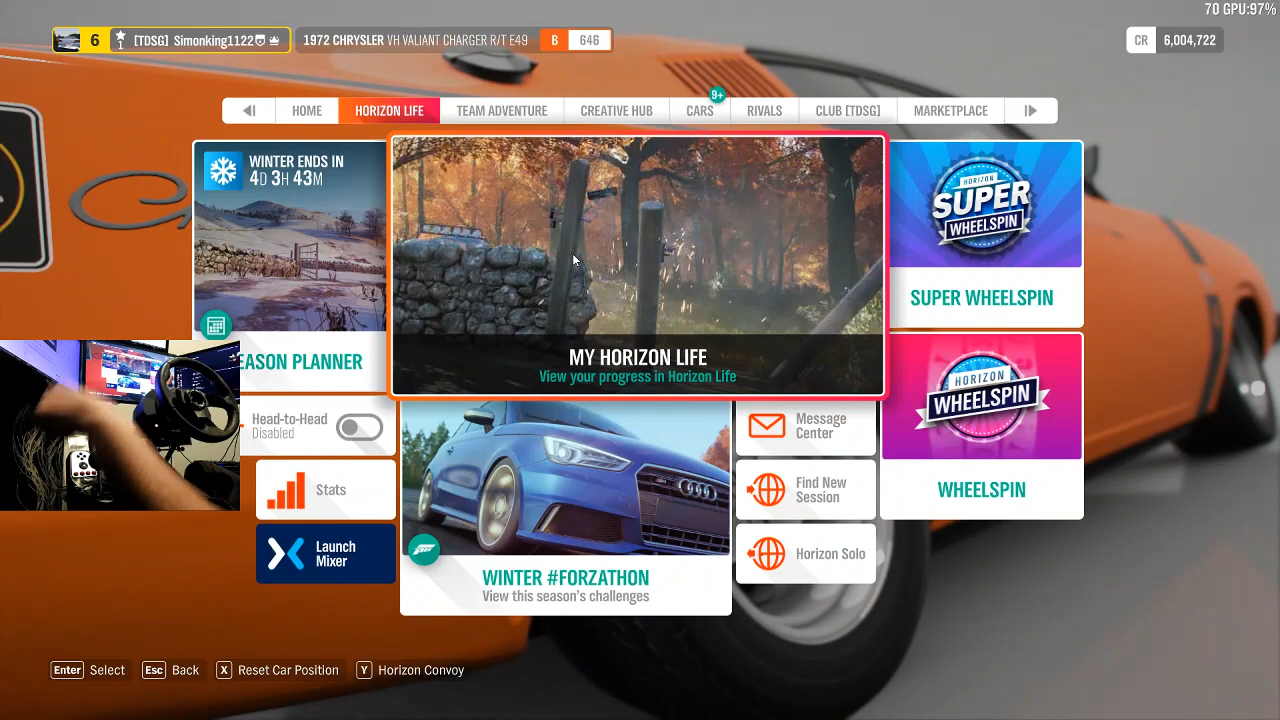 70 GPU:97%
6 1 [TDSG] Simonking1122
1972 CHRYSLER VH VALIANT CHARGER R/T E49 B 646
CR 6,004,722
HOME HORIZON LIFE TEAM ADVENTURE CREATIVE HUB CARS 9+ RIVALS CLUB [TDSG] MARKETPLACE
WINTER ENDS IN
4D 3H 43M
EASON PLANNER
MY HORIZON LIFE
View your progress in Horizon Life
HORIZON
SUPER
WHEELSPIN
SUPER WHEELSPIN
HORIZON
WHEELSPIN
WHEELSPIN
Head-to-Head
Disabled
Stats
Launch
Mixer
WINTER #FORZATHON
View this season's challenges
Message
Center
Find New
Session
Horizon Solo
Enter Select Esc Back X Reset Car Position Y Horizon Convoy